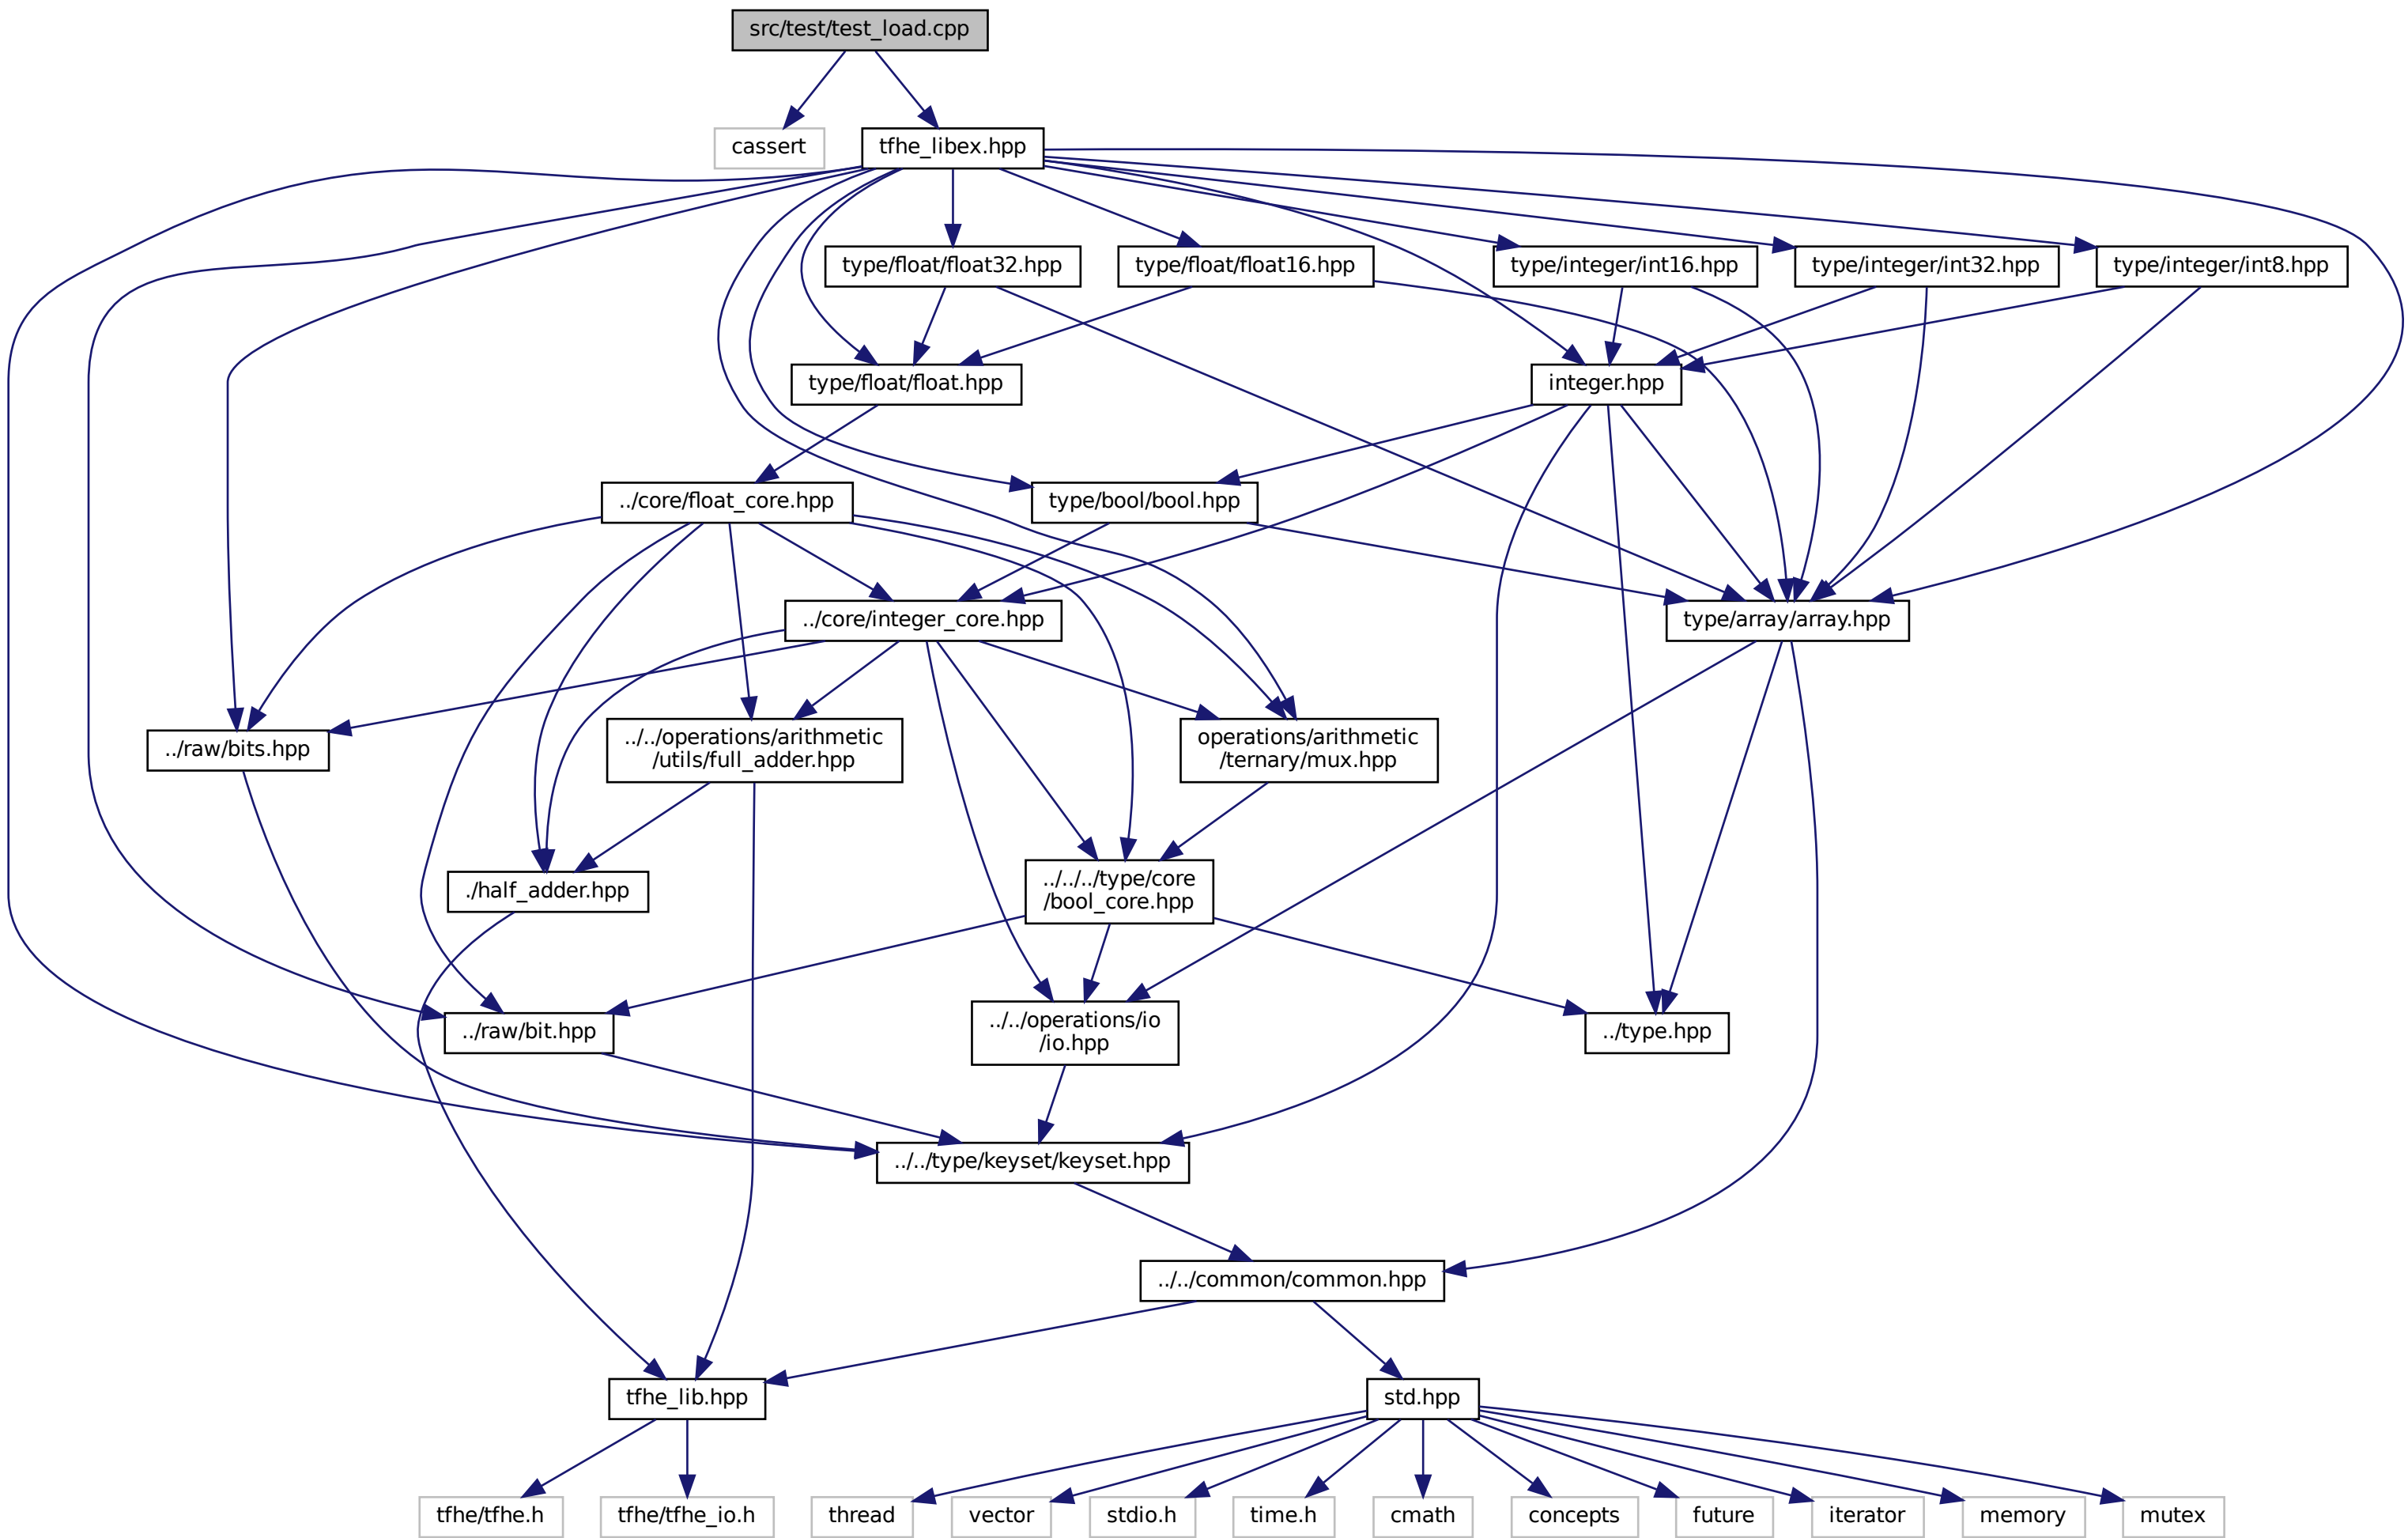 src/test/test_load.cpp
cassert
tfhe_libex.hpp
type/float/float32.hpp
type/float/float16.hpp
type/integer/int16.hpp
type/integer/int32.hpp
type/integer/int8.hpp
type/float/float.hpp
integer.hpp
../core/float_core.hpp
type/bool/bool.hpp
../core/integer_core.hpp
type/array/array.hpp
../raw/bits.hpp
../../operations/arithmetic
/utils/full_adder.hpp
operations/arithmetic
/ternary/mux.hpp
./half_adder.hpp
../../../type/core
/bool_core.hpp
../raw/bit.hpp
../../operations/io
/io.hpp
../type.hpp
../../type/keyset/keyset.hpp
../../common/common.hpp
tfhe_lib.hpp
std.hpp
tfhe/tfhe.h
tfhe/tfhe_io.h
thread
vector
stdio.h
time.h
cmath
concepts
future
iterator
memory
mutex